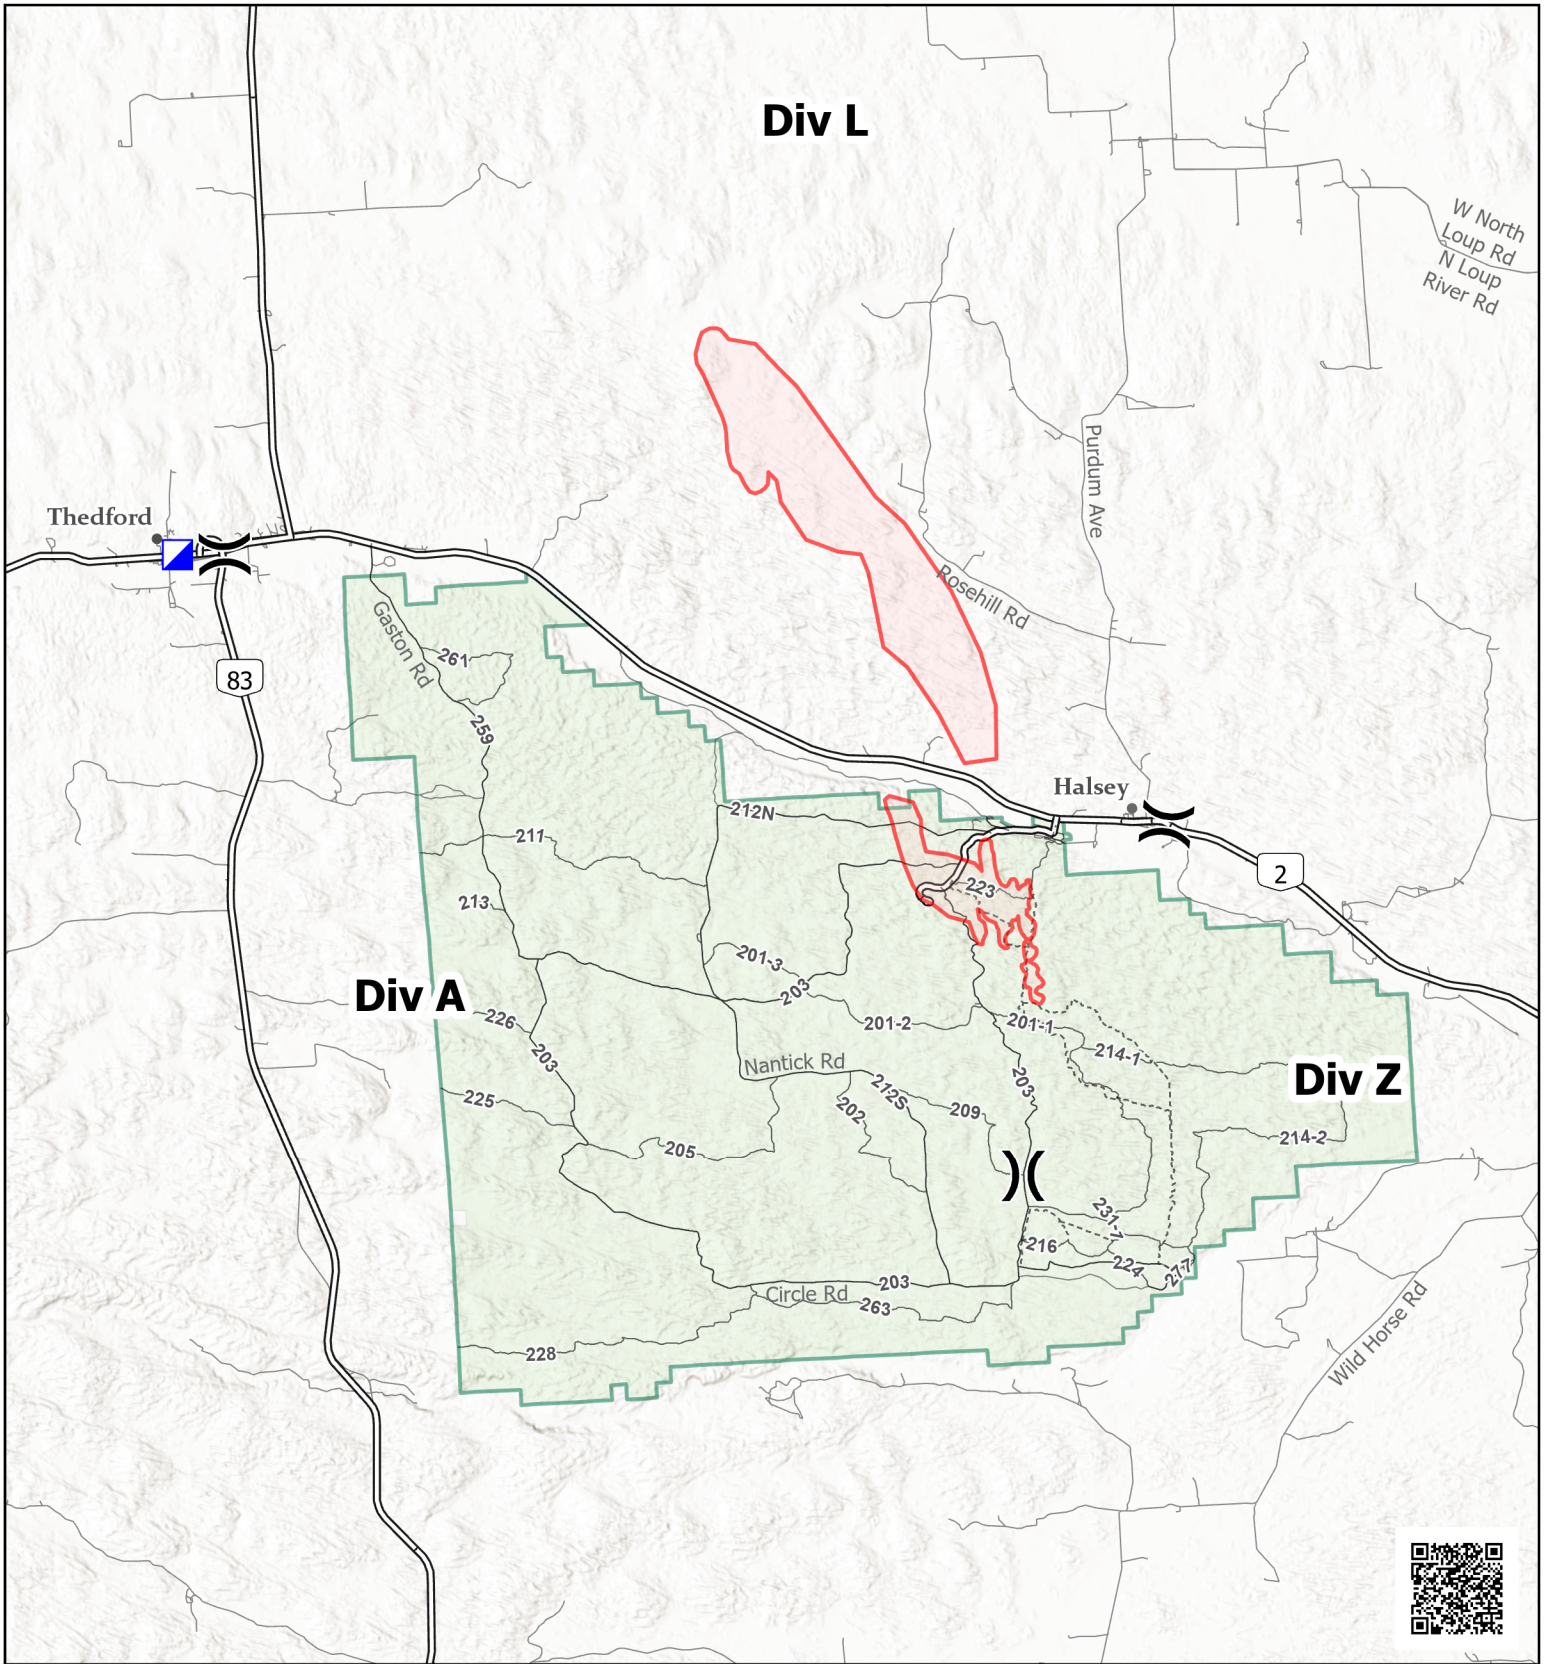 Div L
W North
Loup Rd
N Loup
River Rd
Purdum Ave
Thedford
Rosehill Rd
Gaston Rd
261
83
259
Halsey
212N
211
2
223
213
201-3
203
Div A
226
201-2
201-1
203
214-1
Nantick Rd
203
Div Z
225
212S
202
209
214-2
205
231-7
216
224
277
203
Circle Rd
263
Wild Horse Rd
228